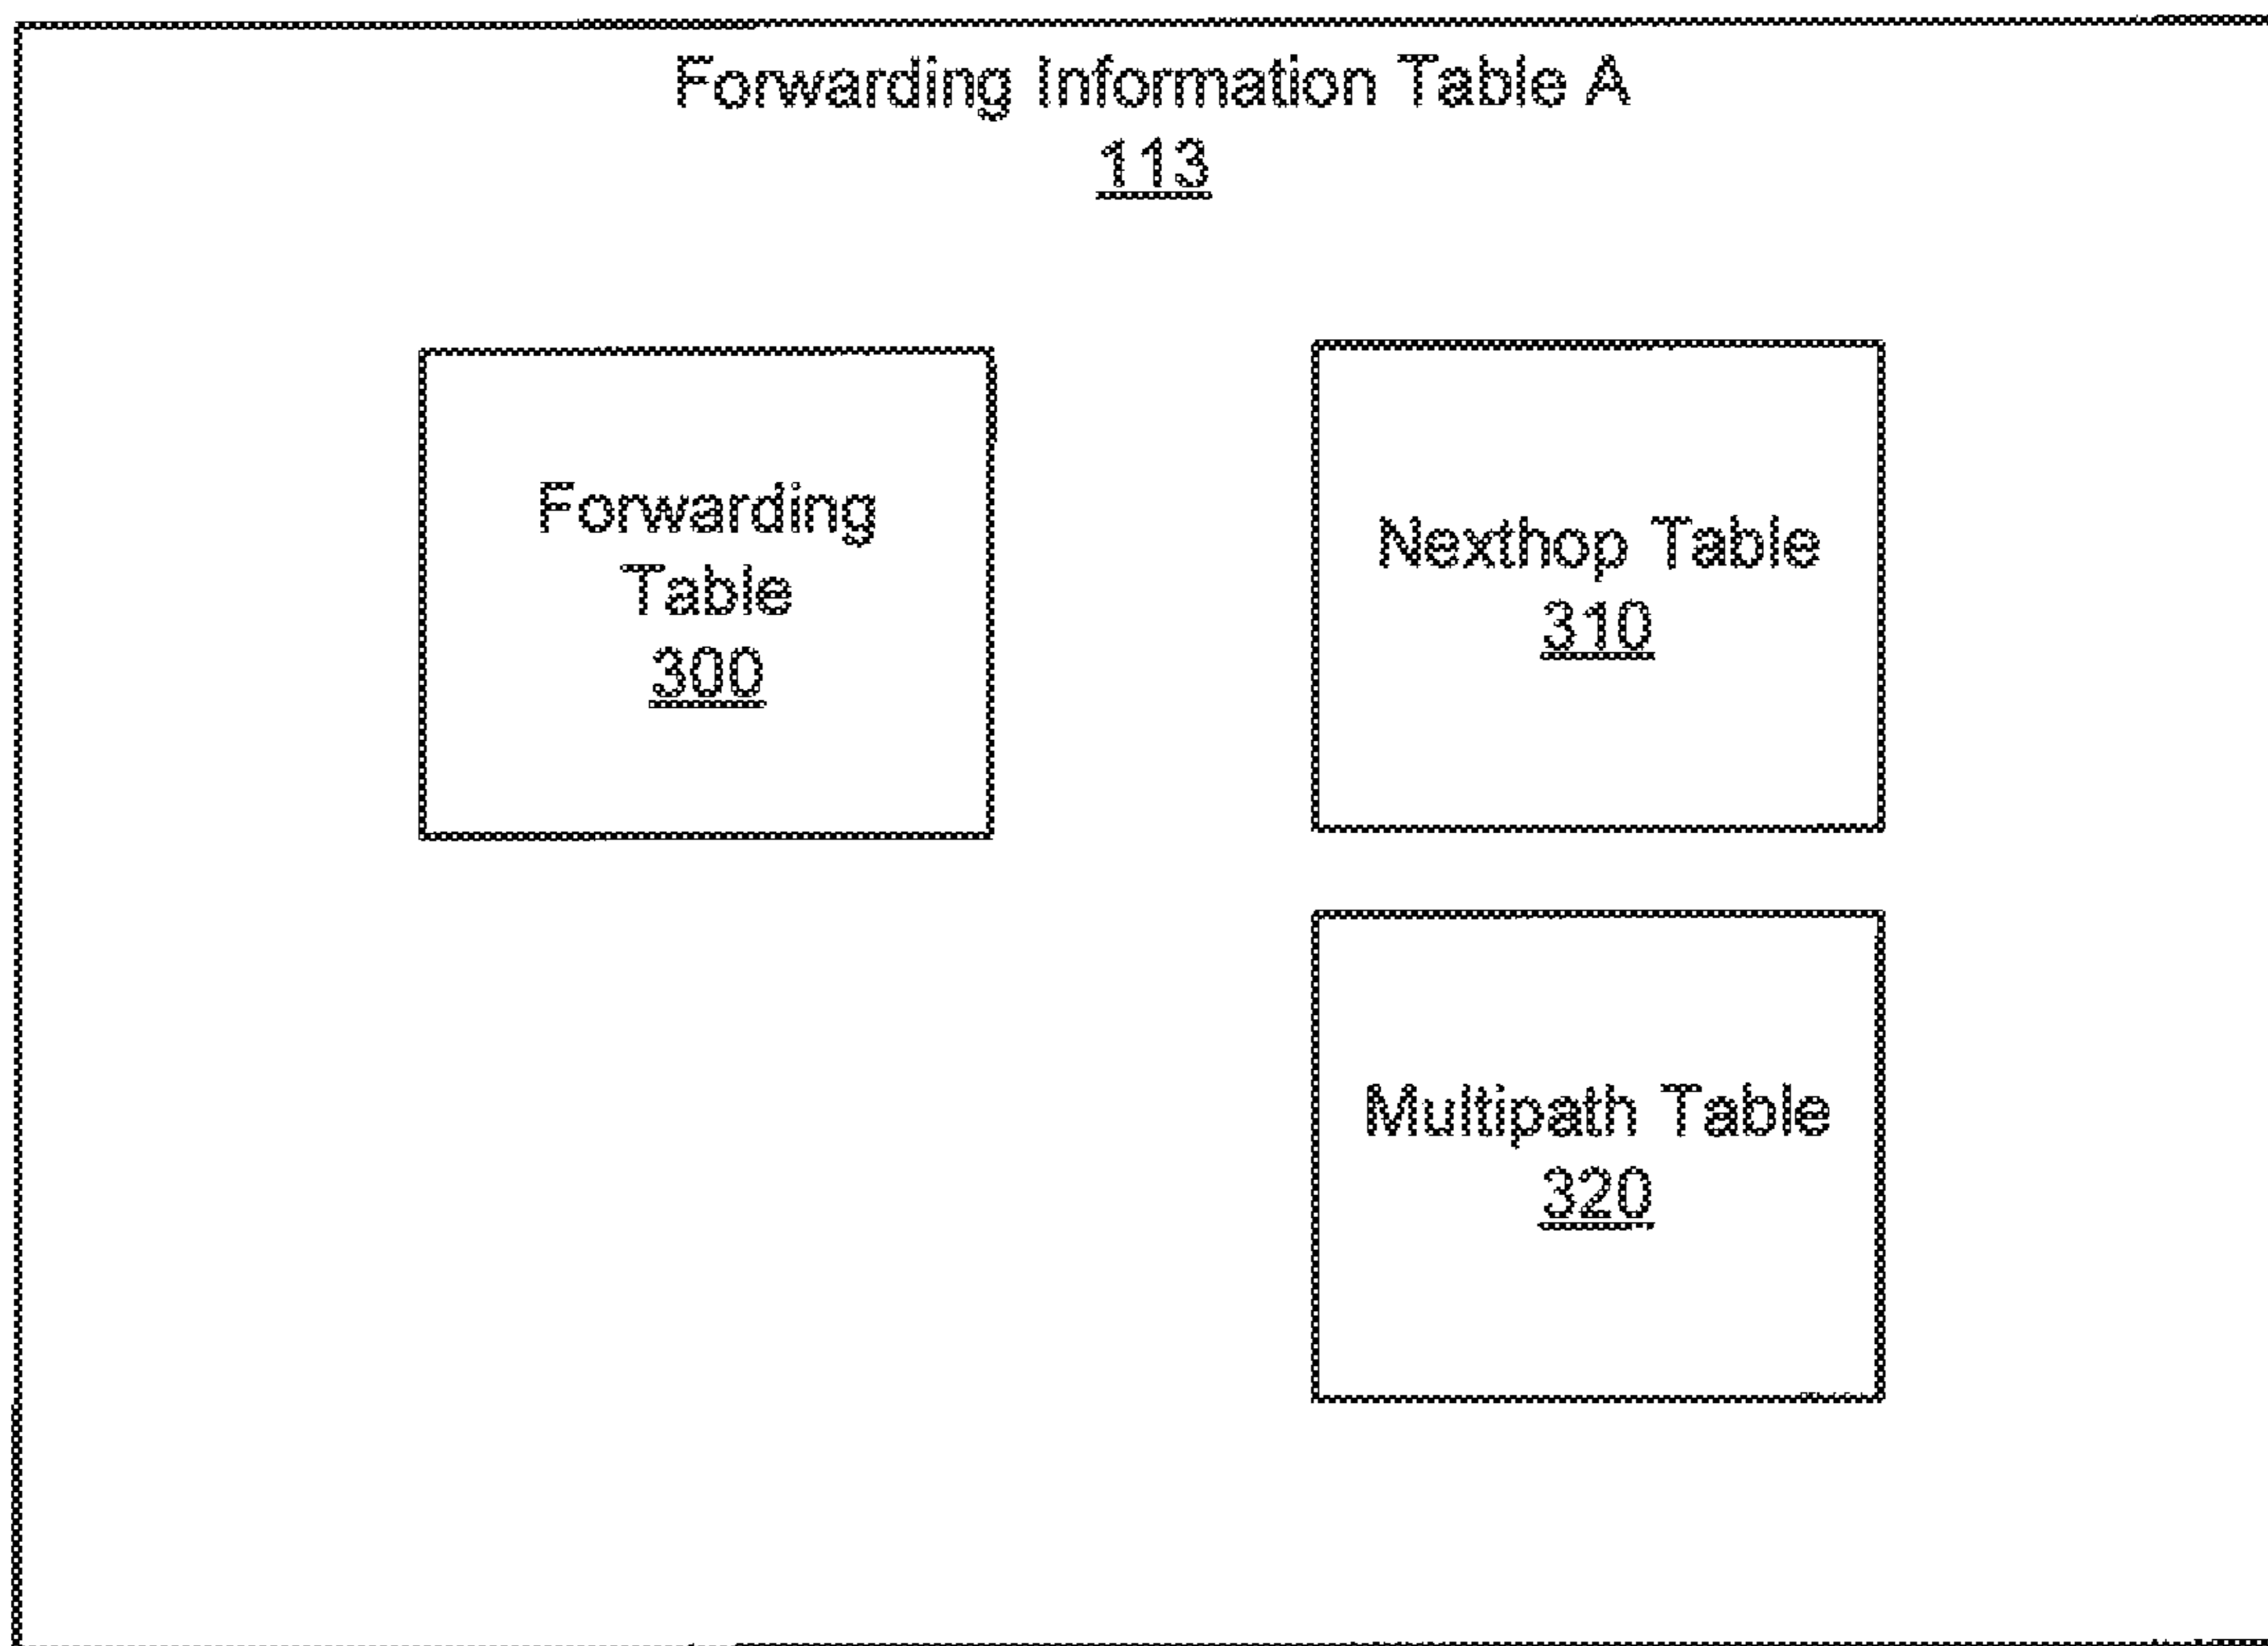 Forwarding Information Table A
113
Forwarding
Table
300
Nexthop Table
310
Multipath Table
320